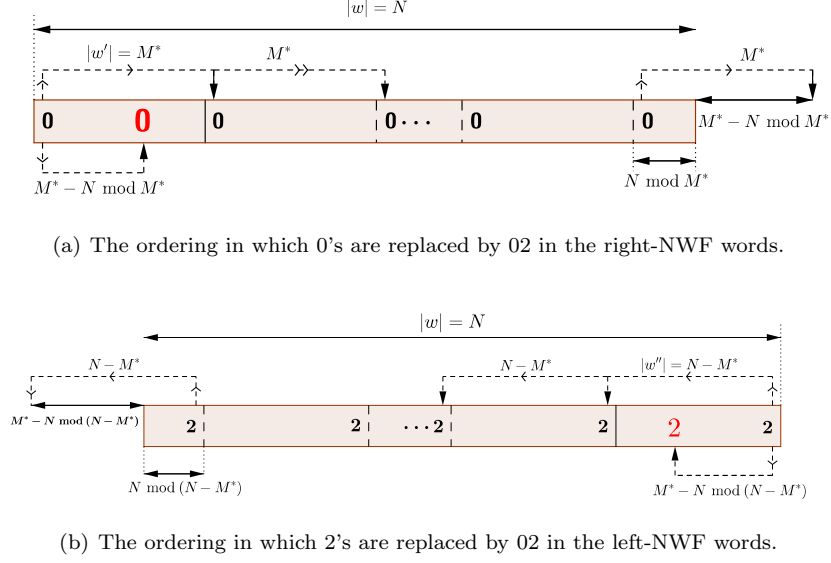 |w| = N
|w′| = M* M* M*
0 0 0 0 · · · 0 0 M* − N mod M*
M* − N mod M* N mod M*
(a) The ordering in which 0's are replaced by 02 in the right-NWF words.
|w| = N
N − M* N − M* |w″| = N − M*
M* − N mod (N − M*) 2 2 · · · 2 2 2 2
N mod (N − M*) M* − N mod (N − M*)
(b) The ordering in which 2's are replaced by 02 in the left-NWF words.